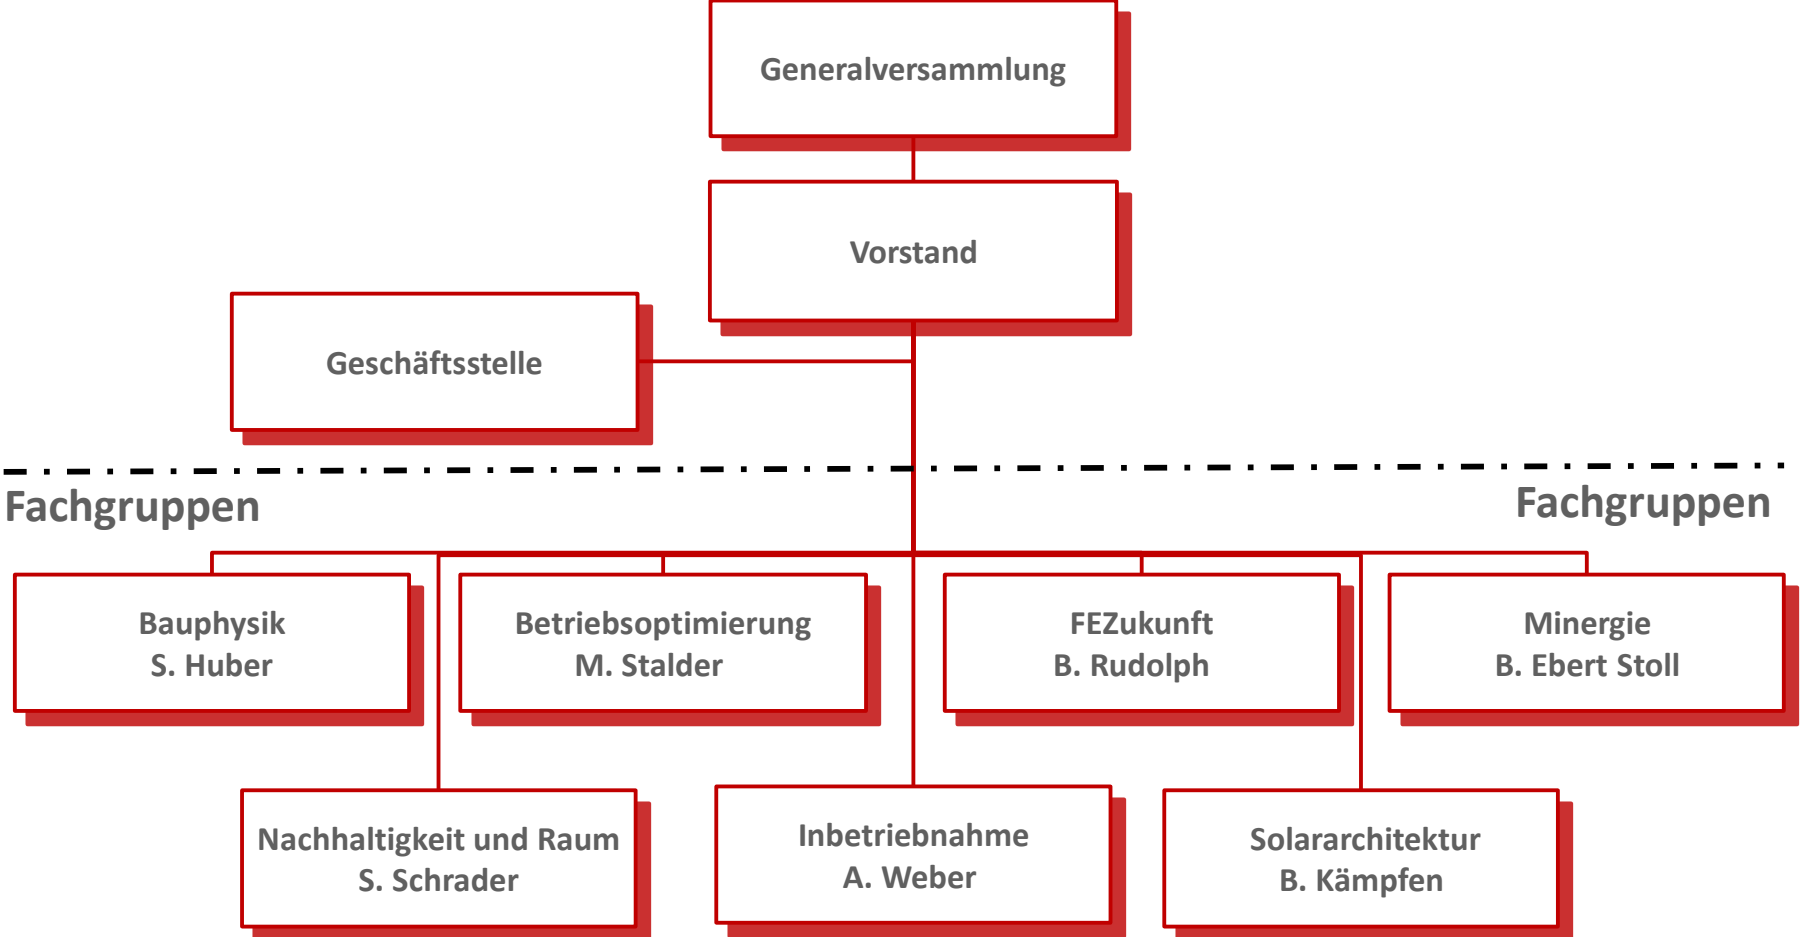 Generalversammlung
Vorstand
Geschäftsstelle
Fachgruppen
Fachgruppen
Bauphysik
S. Huber
Betriebsoptimierung
M. Stalder
FEZukunft
B. Rudolph
Minergie
B. Ebert Stoll
Nachhaltigkeit und Raum
S. Schrader
Inbetriebnahme
A. Weber
Solararchitektur
B. Kämpfen